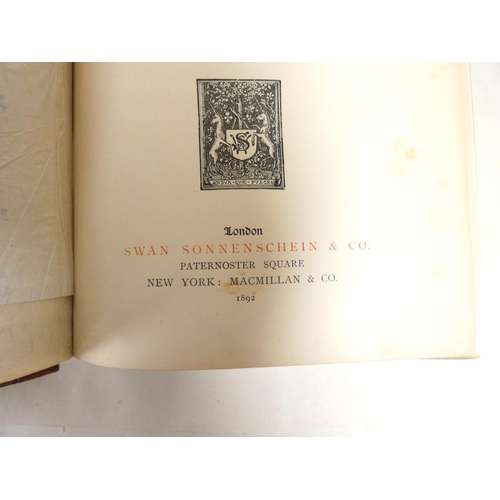 London
SWAN SONNENSCHEIN & CO.
PATERNOSTER SQUARE
NEW YORK: MACMILLAN & CO.
1892